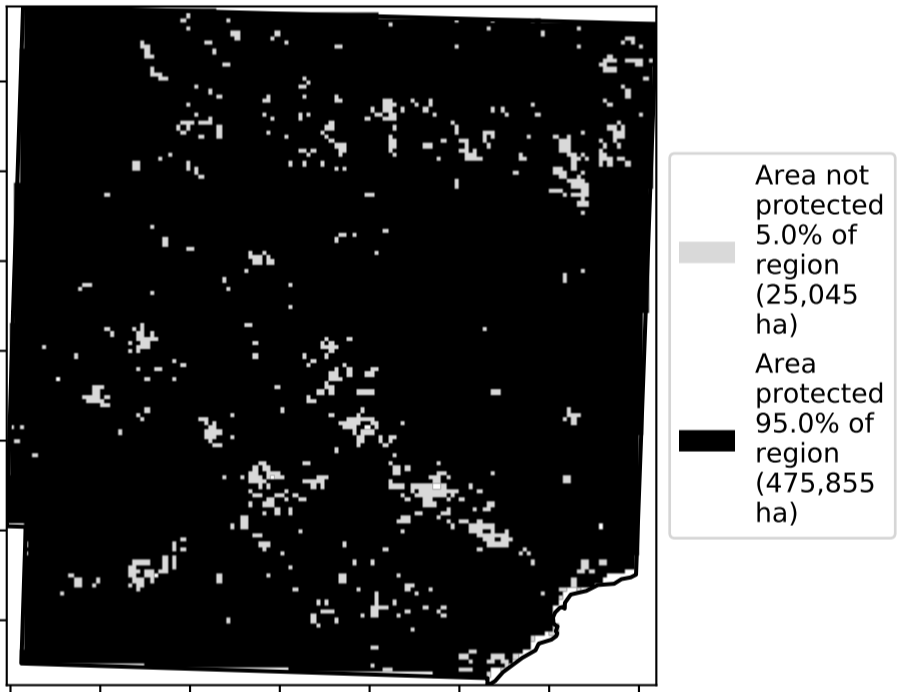 Area not
protected
5.0% of
region
(25,045
ha)
Area
protected
95.0% of
region
(475,855
ha)